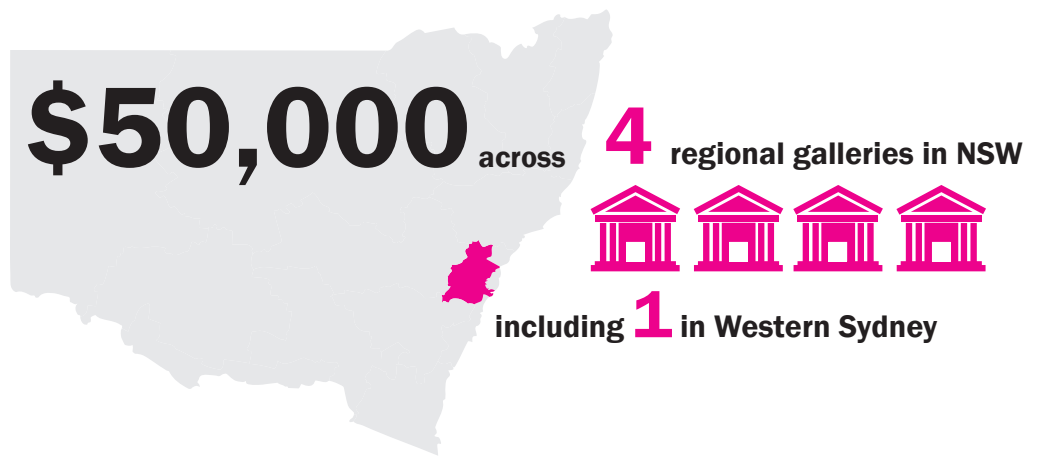 $50,000 across 4 regional galleries in NSW
including 1 in Western Sydney